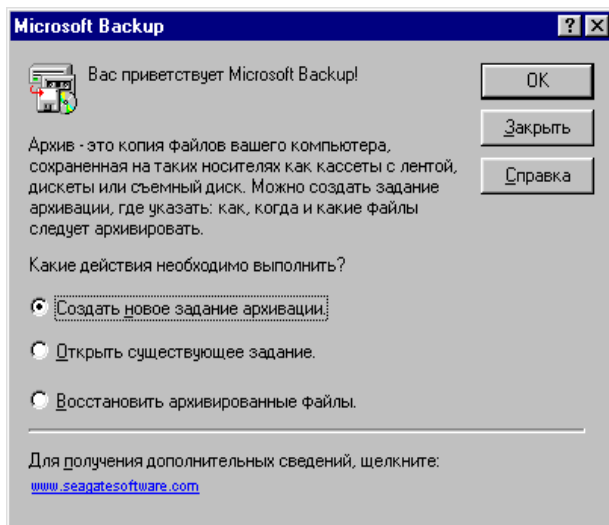 Microsoft Backup
Вас приветствует Microsoft Backup!
OK
Закрыть
Справка
Архив - это копия файлов вашего компьютера,
сохраненная на таких носителях как кассеты с лентой,
дискеты или съемный диск. Можно создать задание
архивации, где указать: как, когда и какие файлы
следует архивировать.
Какие действия необходимо выполнить?
Создать новое задание архивации.
Открыть существующее задание.
Восстановить архивированные файлы.
Для получения дополнительных сведений, щелкните:
www.seagatesoftware.com